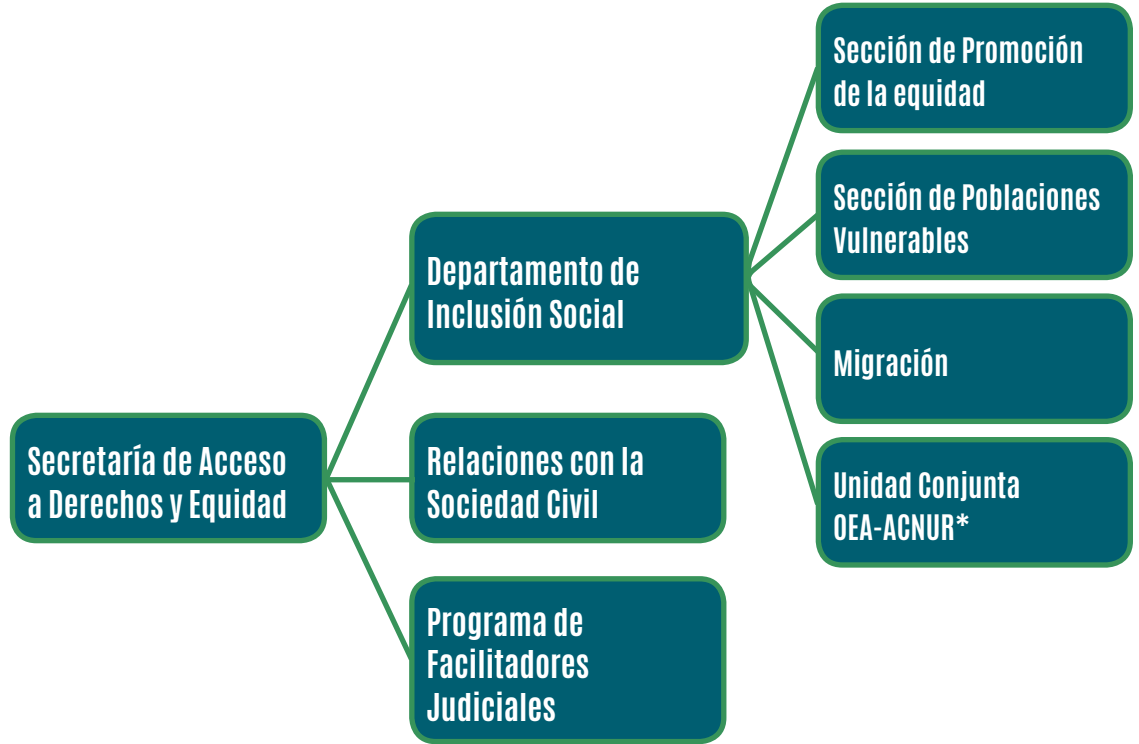 Secretaría de Acceso
a Derechos y Equidad
Departamento de
Inclusión Social
Relaciones con la
Sociedad Civil
Programa de
Facilitadores
Judiciales
Sección de Promoción
de la equidad
Sección de Poblaciones
Vulnerables
Migración
Unidad Conjunta
OEA-ACNUR*